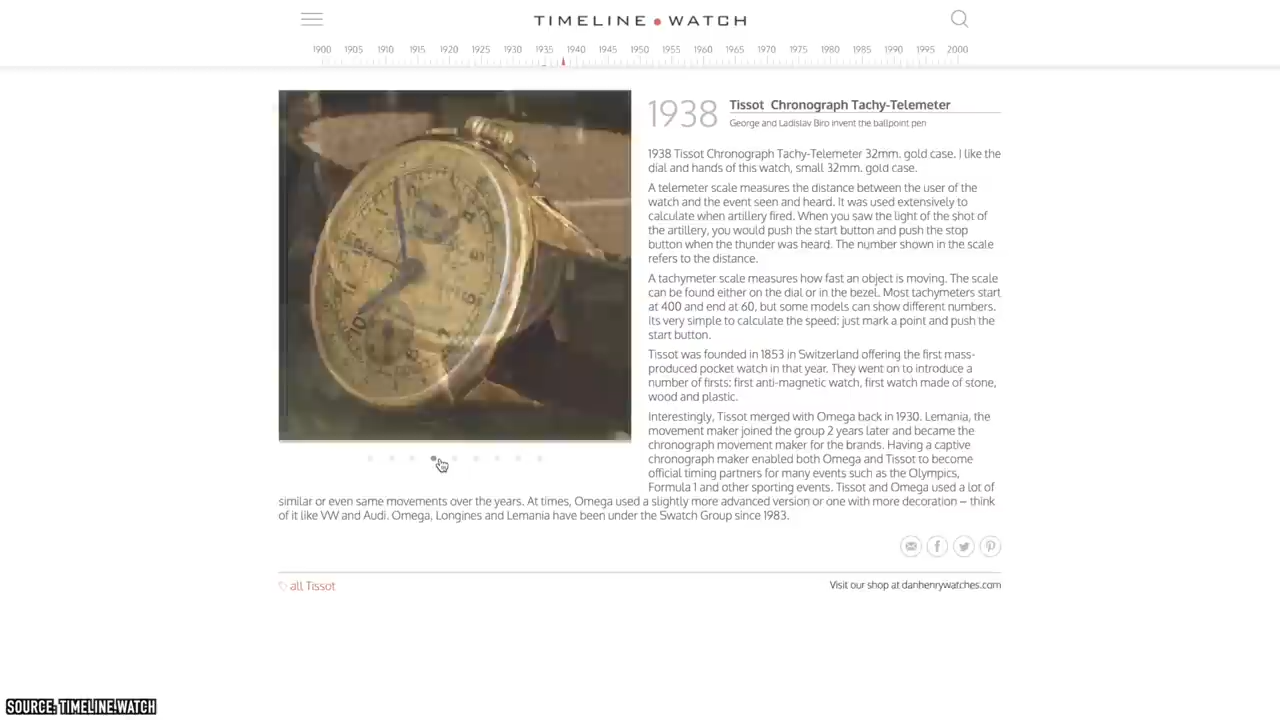 TIMELINE WATCH
1900 1905 1910 1915 1920 1925 1930 1935 1940 1945 1950 1955 1960 1965 1970 1975 1980 1985 1990 1995 2000
1938
Tissot Chronograph Tachy-Telemeter
George and Ladislav Biro invent the ballpoint pen
1938 Tissot Chronograph Tachy-Telemeter 32mm. gold case. I like the
dial and hands of this watch, small 32mm. gold case.
A telemeter scale measures the distance between the user of the
watch and the event seen and heard. It was used extensively to
calculate when artillery fired. When you saw the light of the shot of
the artillery, you would push the start button and push the stop
button when the thunder was heard. The number shown in the scale
refers to the distance.
A tachymeter scale measures how fast an object is moving. The scale
can be found either on the dial or in the bezel. Most tachymeters start
at 400 and end at 60, but some models can show different numbers.
Its very simple to calculate the speed: just mark a point and push the
start button.
Tissot was founded in 1853 in Switzerland offering the first mass-
produced pocket watch in that year. They went on to introduce a
number of firsts: first anti-magnetic watch, first watch made of stone,
wood and plastic.
Interestingly, Tissot merged with Omega back in 1930. Lemania, the
movement maker joined the group 2 years later and became the
chronograph movement maker for the brands. Having a captive
chronograph maker enabled both Omega and Tissot to become
official timing partners for many events such as the Olympics,
Formula 1 and other sporting events. Tissot and Omega used a lot of
similar or even same movements over the years. At times, Omega used a slightly more advanced version or one with more decoration – think
of it like VW and Audi. Omega, Longines and Lemania have been under the Swatch Group since 1983.
all Tissot
Visit our shop at danhenrywatches.com
SOURCE: TIMELINE.WATCH